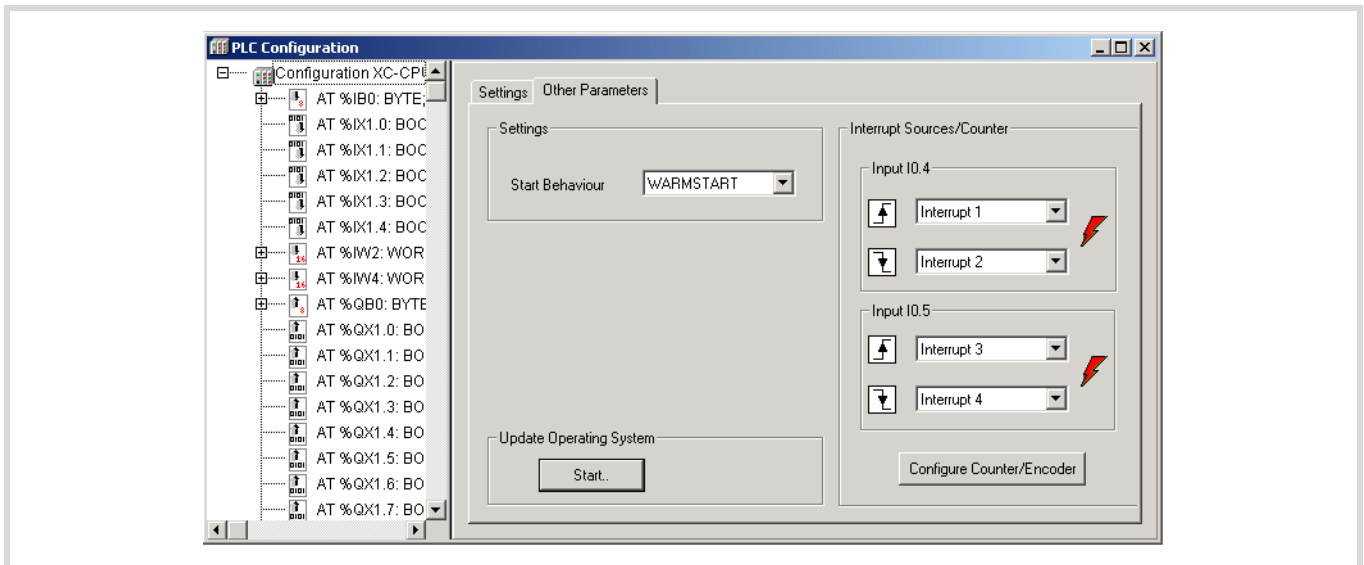 PLC Configuration
Configuration XC-CPU
AT %IB0: BYTE;
AT %IX1.0: BOC
AT %IX1.1: BOC
AT %IX1.2: BOC
AT %IX1.3: BOC
AT %IX1.4: BOC
AT %IW2: WOR
AT %IW4: WOR
AT %QB0: BYTE
AT %QX1.0: BO
AT %QX1.1: BO
AT %QX1.2: BO
AT %QX1.3: BO
AT %QX1.4: BO
AT %QX1.5: BO
AT %QX1.6: BO
AT %QX1.7: BO
Settings
Other Parameters
Settings
Start Behaviour
WARMSTART
Update Operating System
Start..
Interrupt Sources/Counter
Input I0.4
Interrupt 1
Interrupt 2
Input I0.5
Interrupt 3
Interrupt 4
Configure Counter/Encoder